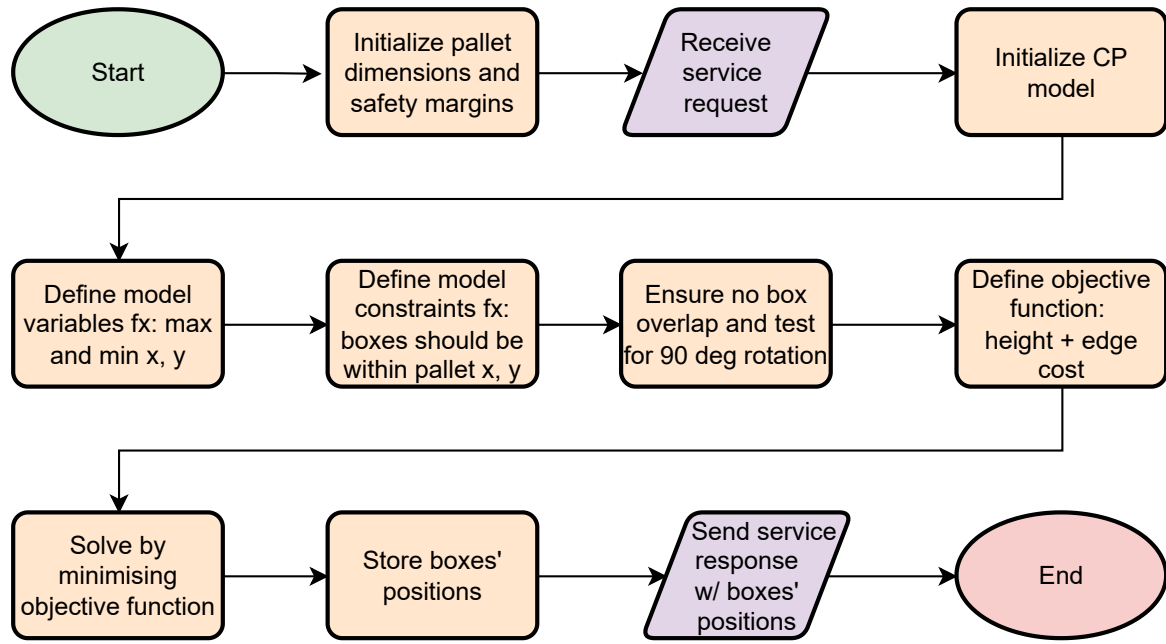 Start
Initialize pallet
dimensions and
safety margins
Receive
service
request
Initialize CP
model
Define model
variables fx: max
and min x, y
Define model
constraints fx:
boxes should be
within pallet x, y
Ensure no box
overlap and test
for 90 deg rotation
Define objective
function:
height + edge
cost
Solve by
minimising
objective function
Store boxes'
positions
Send service
response
w/ boxes'
positions
End